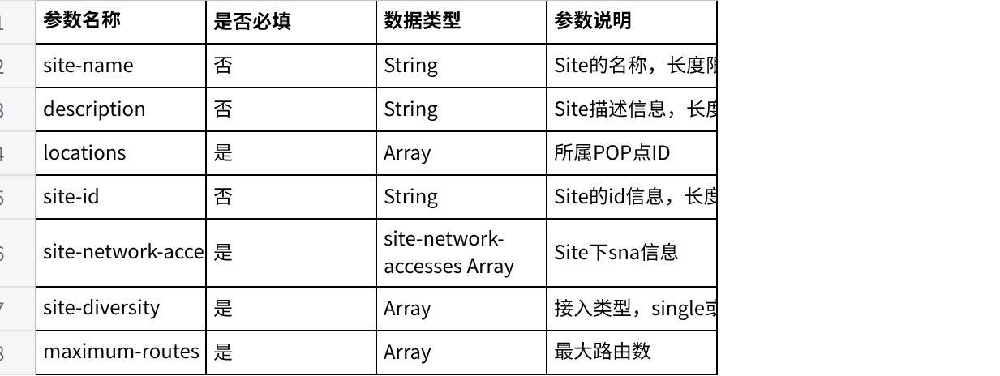 1 参数名称 是否必填 数据类型 参数说明
2 site-name 否 String Site的名称，长度限
3 description 否 String Site描述信息，长度
4 locations 是 Array 所属POP点ID
5 site-id 否 String Site的id信息，长度
6 site-network-acce 是 site-network-
accesses Array Site下sna信息
7 site-diversity 是 Array 接入类型，single或
8 maximum-routes 是 Array 最大路由数